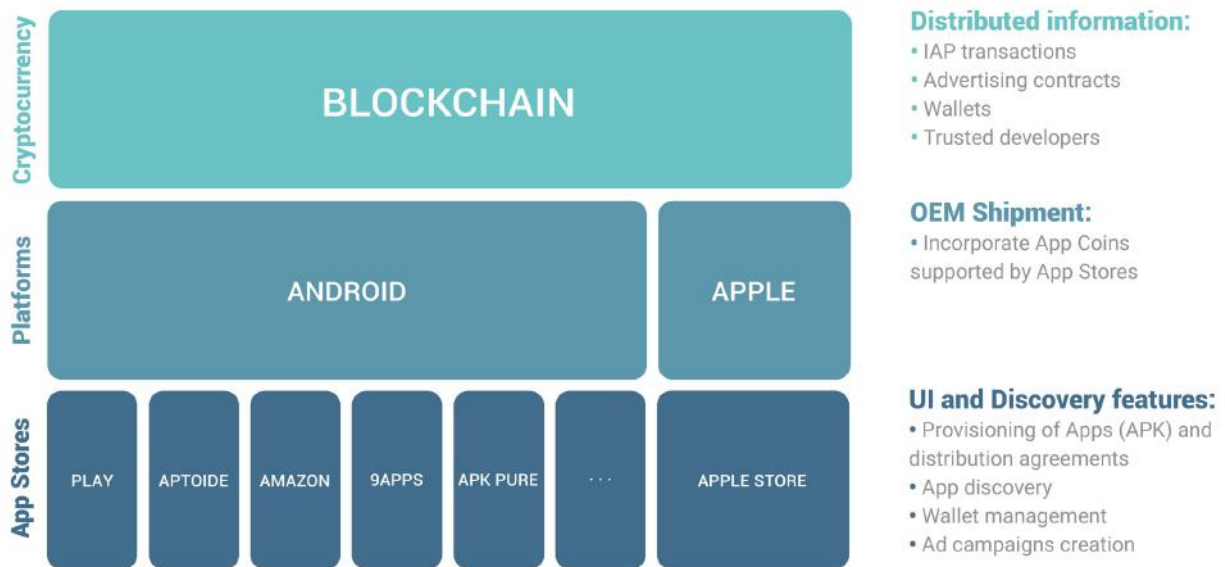 Cryptocurrency
BLOCKCHAIN
Distributed information:
• IAP transactions
• Advertising contracts
• Wallets
• Trusted developers
Platforms
ANDROID
APPLE
OEM Shipment:
• Incorporate App Coins
supported by App Stores
App Stores
PLAY
APTOIDE
AMAZON
9APPS
APK PURE
. . .
APPLE STORE
UI and Discovery features:
• Provisioning of Apps (APK) and
distribution agreements
• App discovery
• Wallet management
• Ad campaigns creation